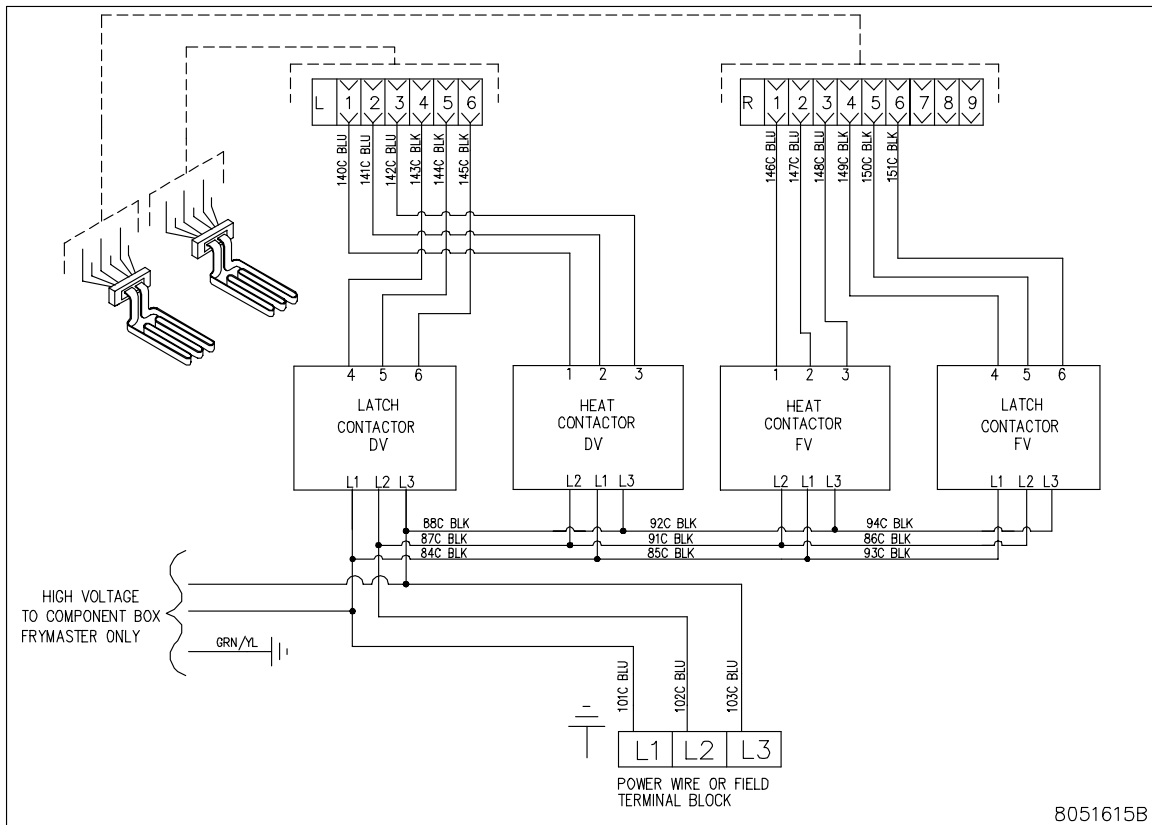 L 1 2 3 4 5 6
R 1 2 3 4 5 6 7 8 9
140C BLU
141C BLU
142C BLU
143C BLK
144C BLK
145C BLK
146C BLU
147C BLU
148C BLU
149C BLK
150C BLK
151C BLK
4 5 6
LATCH
CONTACTOR
DV
L1 L2 L3
1 2 3
HEAT
CONTACTOR
DV
L2 L1 L3
1 2 3
HEAT
CONTACTOR
FV
L2 L1 L3
4 5 6
LATCH
CONTACTOR
FV
L1 L2 L3
88C BLK 92C BLK 94C BLK
87C BLK 91C BLK 86C BLK
84C BLK 85C BLK 93C BLK
HIGH VOLTAGE
TO COMPONENT BOX
FRYMASTER ONLY
GRN/YL
101C BLU
102C BLU
103C BLU
L1 L2 L3
POWER WIRE OR FIELD
TERMINAL BLOCK
8051615B